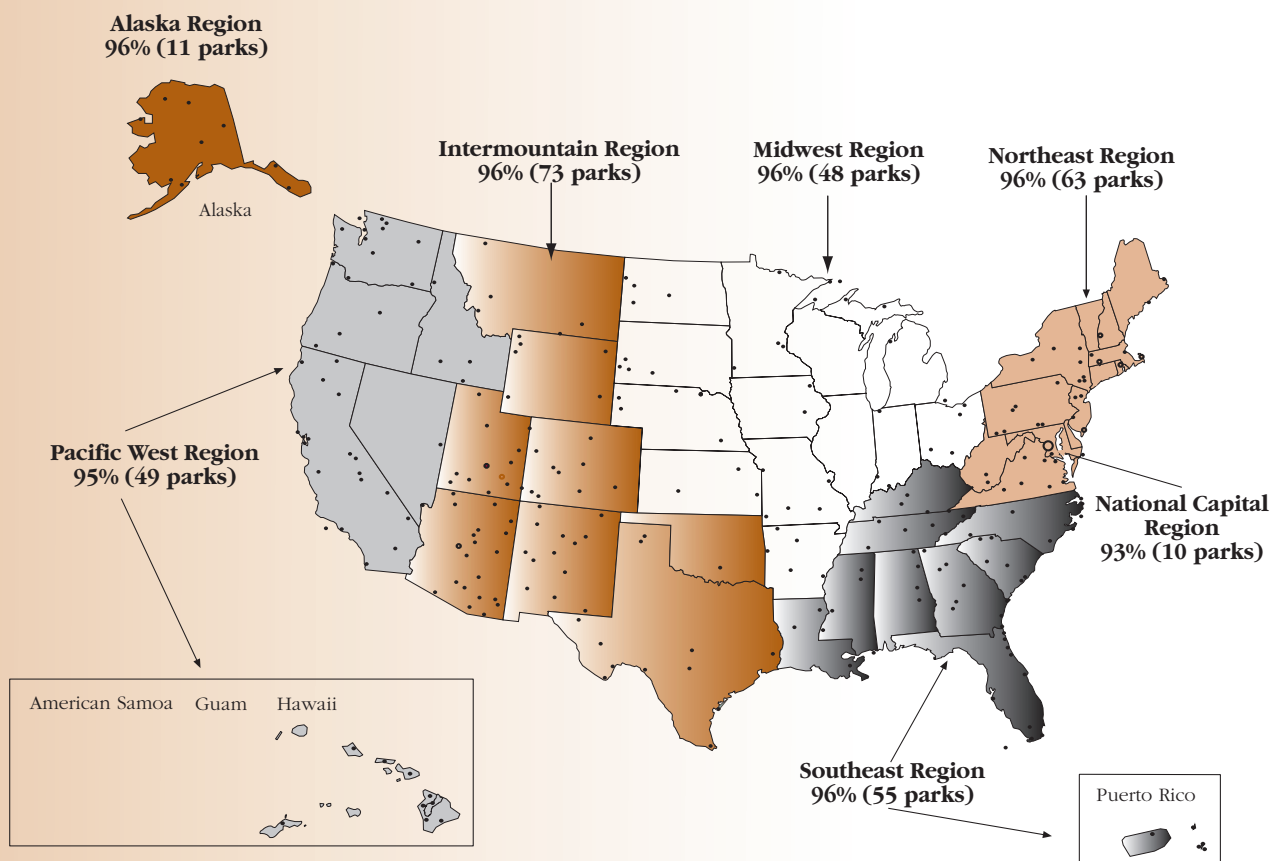 Alaska Region
96% (11 parks)
Alaska
Intermountain Region
96% (73 parks)
Midwest Region
96% (48 parks)
Northeast Region
96% (63 parks)
Pacific West Region
95% (49 parks)
National Capital
Region
93% (10 parks)
American Samoa Guam Hawaii
Southeast Region
96% (55 parks)
Puerto Rico